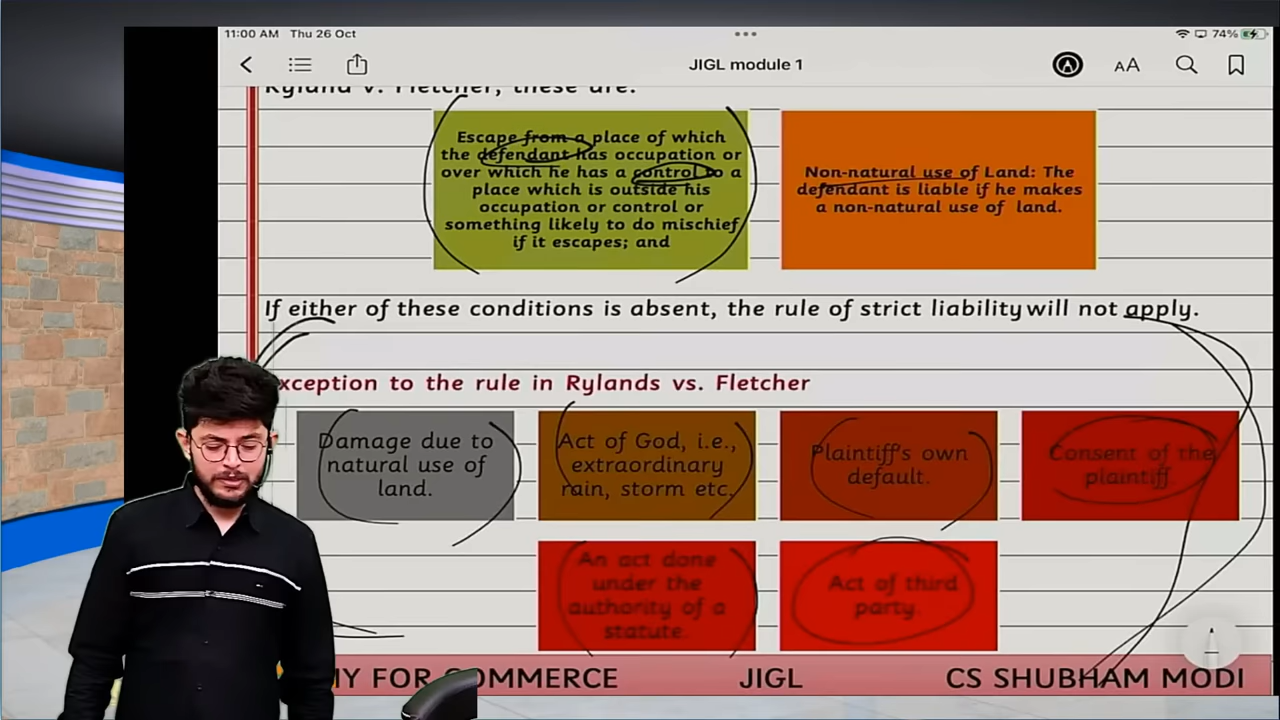 11:00 AM Thu 26 Oct
74%
JIGL module 1
AA
Ryland v. Fletcher, these are:
Escape from a place of which
the defendant has occupation or
over which he has a control to a
place which is outside his
occupation or control or
something likely to do mischief
if it escapes; and
Non-natural use of Land: The
defendant is liable if he makes
a non-natural use of land.
If either of these conditions is absent, the rule of strict liability will not apply.
xception to the rule in Rylands vs. Fletcher
Damage due to
natural use of
land.
Act of God, i.e.,
extraordinary
rain, storm etc.
Plaintiff's own
default.
Consent of the
plaintiff.
An act done
under the
authority of a
statute.
Act of third
party.
MY FOR COMMERCE JIGL CS SHUBHAM MODI